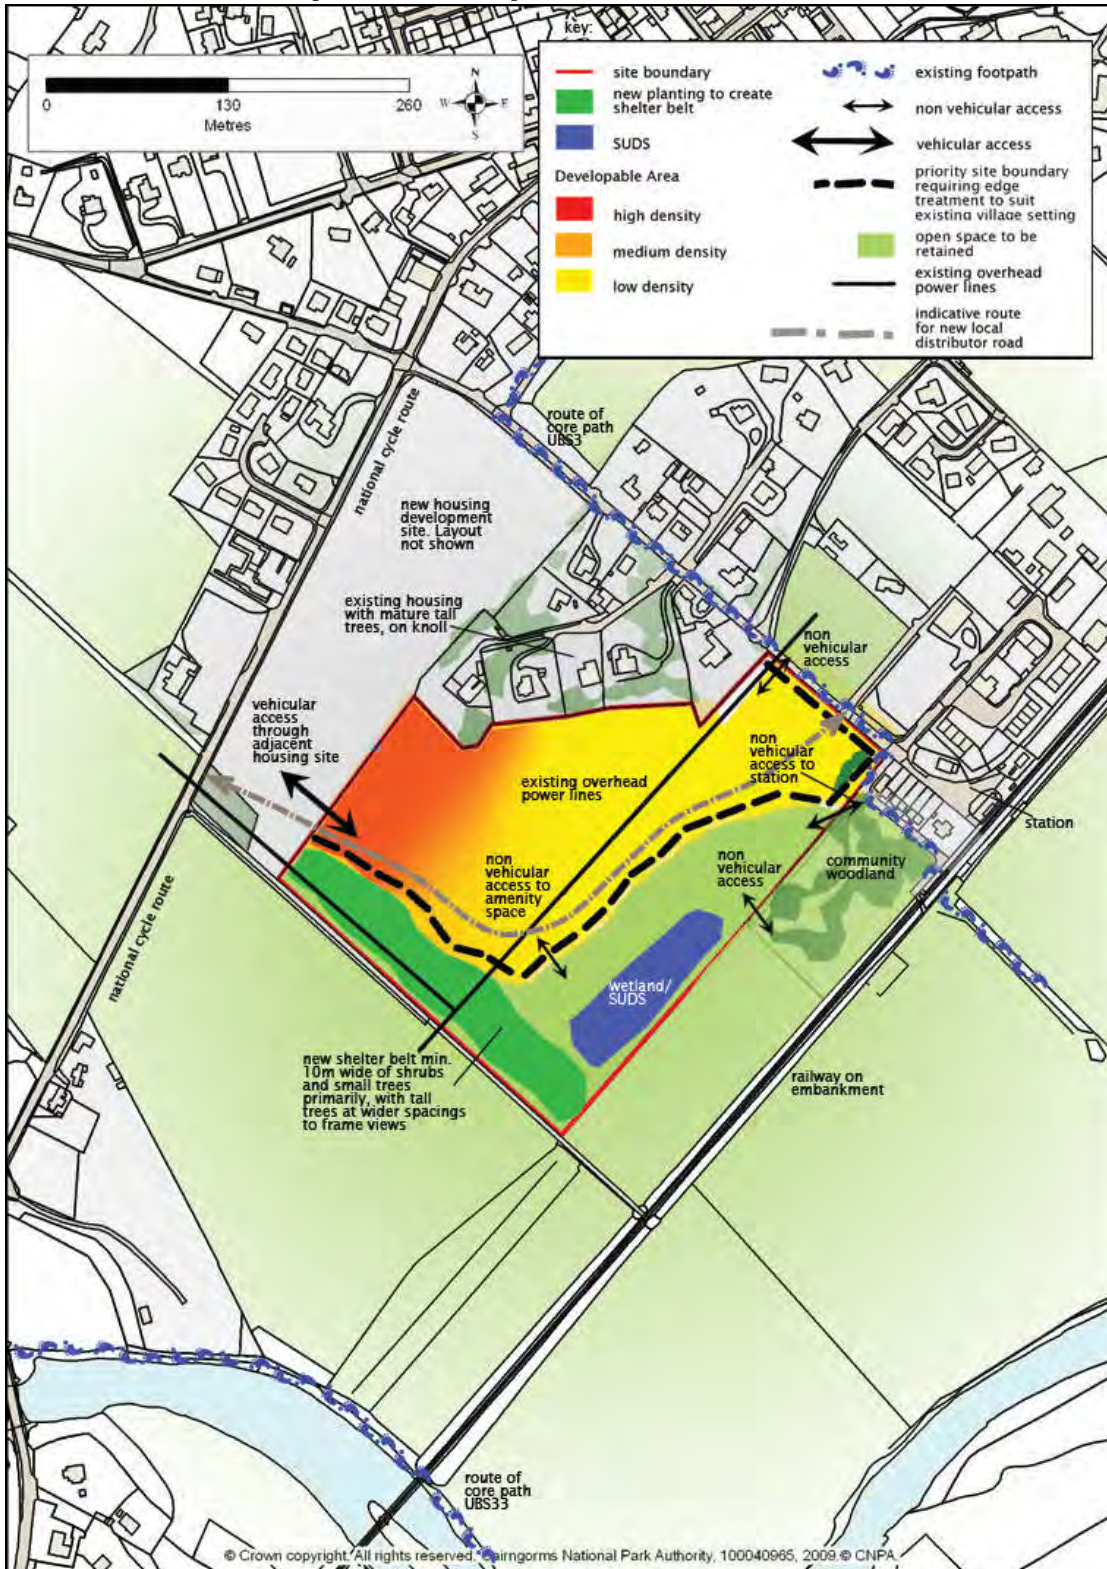 key:
0 130 260
Metres
N
W E
S
site boundary
new planting to create
shelter belt
SUDS
Developable Area
high density
medium density
low density
existing footpath
non vehicular access
vehicular access
priority site boundary
requiring edge
treatment to suit
existing village setting
open space to be
retained
existing overhead
power lines
indicative route
for new local
distributor road
national cycle route
route of
core path
UBS3
new housing
development
site. Layout
not shown
existing housing
with mature tall
trees, on knoll
non
vehicular
access
vehicular
access
through
adjacent
housing site
non
vehicular
access to
station
existing overhead
power lines
station
non
vehicular
access to
amenity
space
non
vehicular
access
community
woodland
national cycle route
wetland/
SUDS
new shelter belt min.
10m wide of shrubs
and small trees
primarily, with tall
trees at wider spacings
to frame views
railway on
embankment
route of
core path
UBS33
© Crown copyright. All rights reserved. Cairngorms National Park Authority, 100040965, 2009.© CNPA.